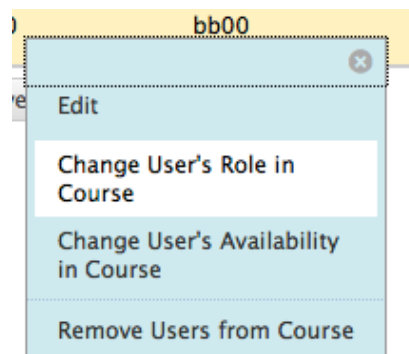 bb00
Edit
Change User's Role in
Course
Change User's Availability
in Course
Remove Users from Course